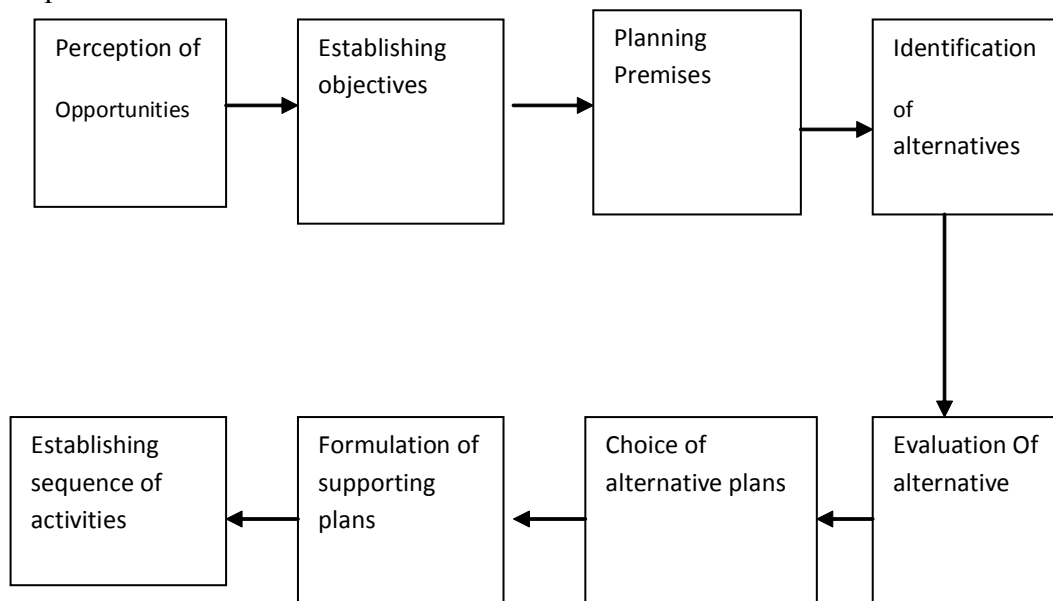 Perception of
Opportunities
Establishing
objectives
Planning
Premises
Identification
of
alternatives
Evaluation Of
alternative
Choice of
alternative plans
Formulation of
supporting
plans
Establishing
sequence of
activities